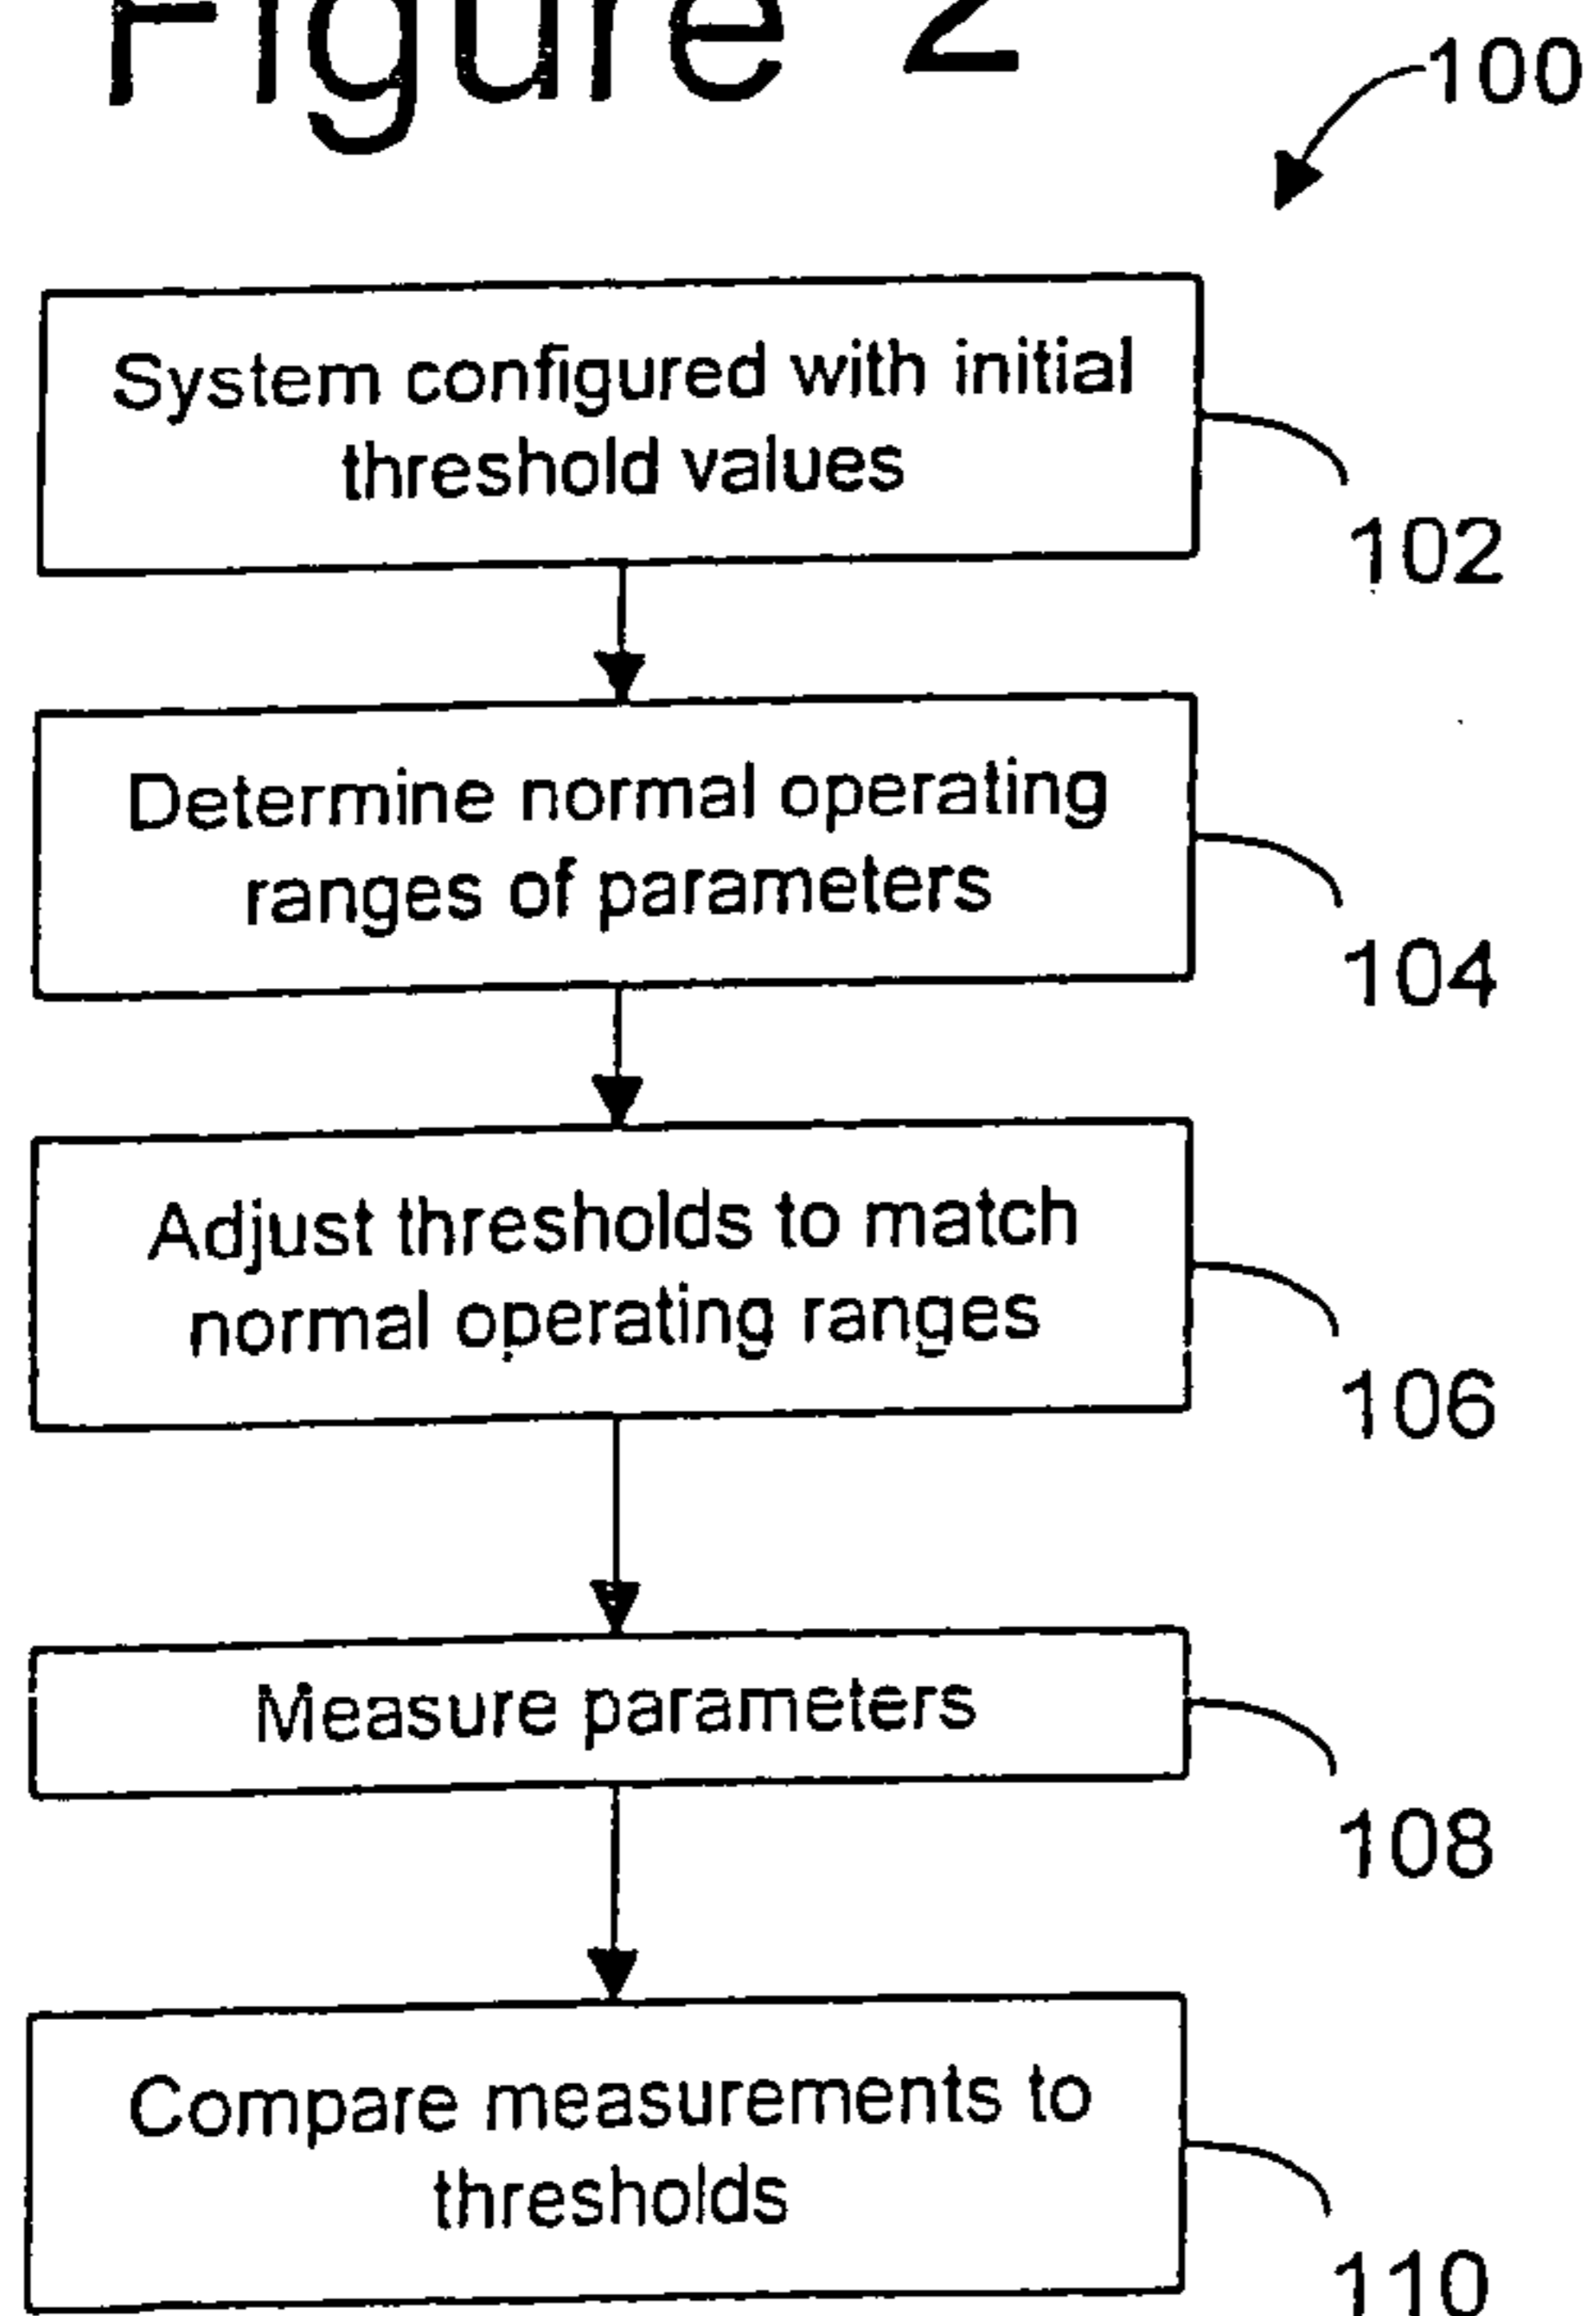 Figure 2
100
System configured with initial
threshold values
102
Determine normal operating
ranges of parameters
104
Adjust thresholds to match
normal operating ranges
106
Measure parameters
108
Compare measurements to
thresholds
110